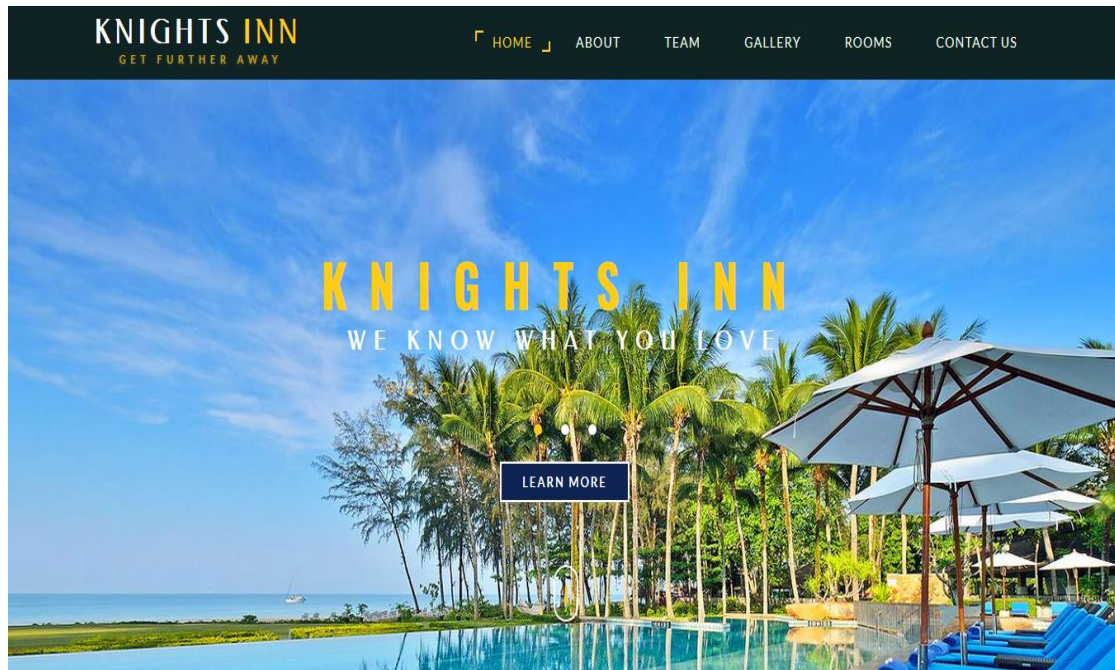 KNIGHTS INN
GET FURTHER AWAY
HOME ABOUT TEAM GALLERY ROOMS CONTACT US
KNIGHTS INN
WE KNOW WHAT YOU LOVE
LEARN MORE